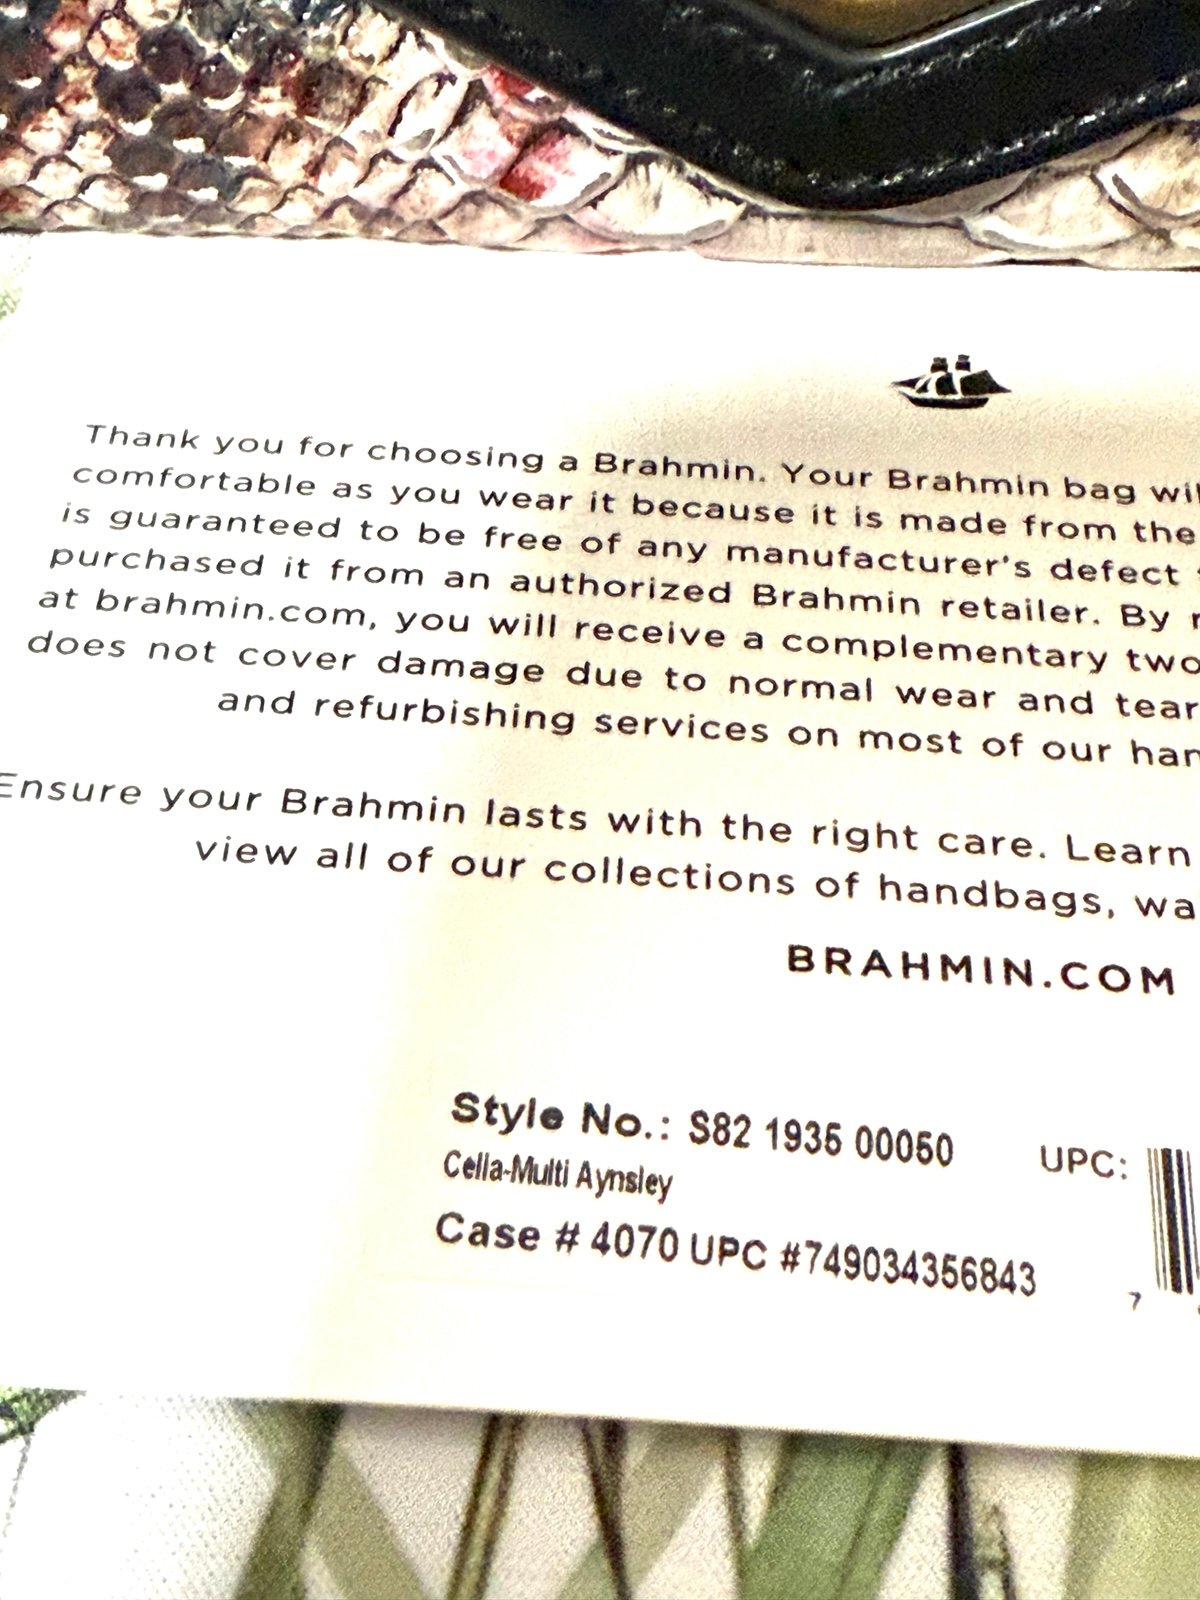 Thank you for choosing a Brahmin. Your Brahmin bag wil
comfortable as you wear it because it is made from the
is guaranteed to be free of any manufacturer's defect
purchased it from an authorized Brahmin retailer. By
at brahmin.com, you will receive a complementary two
does not cover damage due to normal wear and tear
and refurbishing services on most of our han
Ensure your Brahmin lasts with the right care. Learn
view all of our collections of handbags, wa
BRAHMIN.COM
Style No.: S82 1935 00050
UPC:
Cella-Multi Aynsley
Case # 4070 UPC #749034356843
7